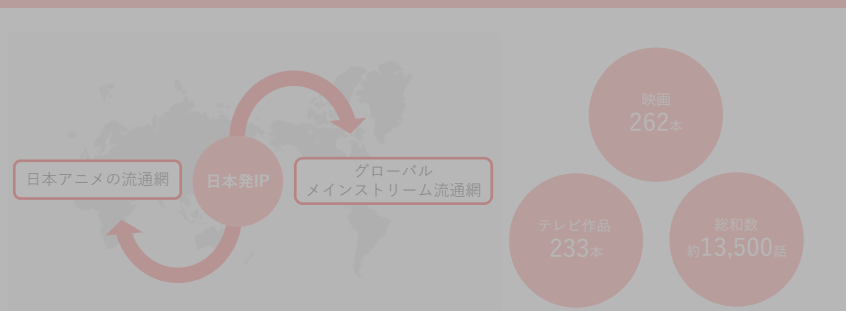 日本アニメの流通網
日本発IP
グローバル
メインストリーム流通網
映画
262本
テレビ作品
233本
総和数
約13,500話